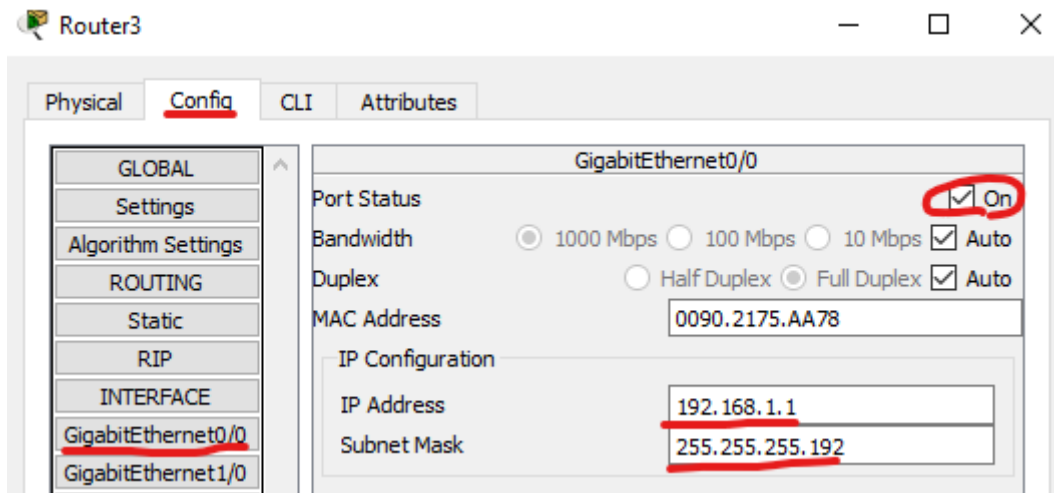 Router3
Physical Config CLI Attributes
GLOBAL
Settings
Algorithm Settings
ROUTING
Static
RIP
INTERFACE
GigabitEthernet0/0
GigabitEthernet1/0
GigabitEthernet0/0
Port Status On
Bandwidth 1000 Mbps 100 Mbps 10 Mbps Auto
Duplex Half Duplex Full Duplex Auto
MAC Address 0090.2175.AA78
IP Configuration
IP Address 192.168.1.1
Subnet Mask 255.255.255.192